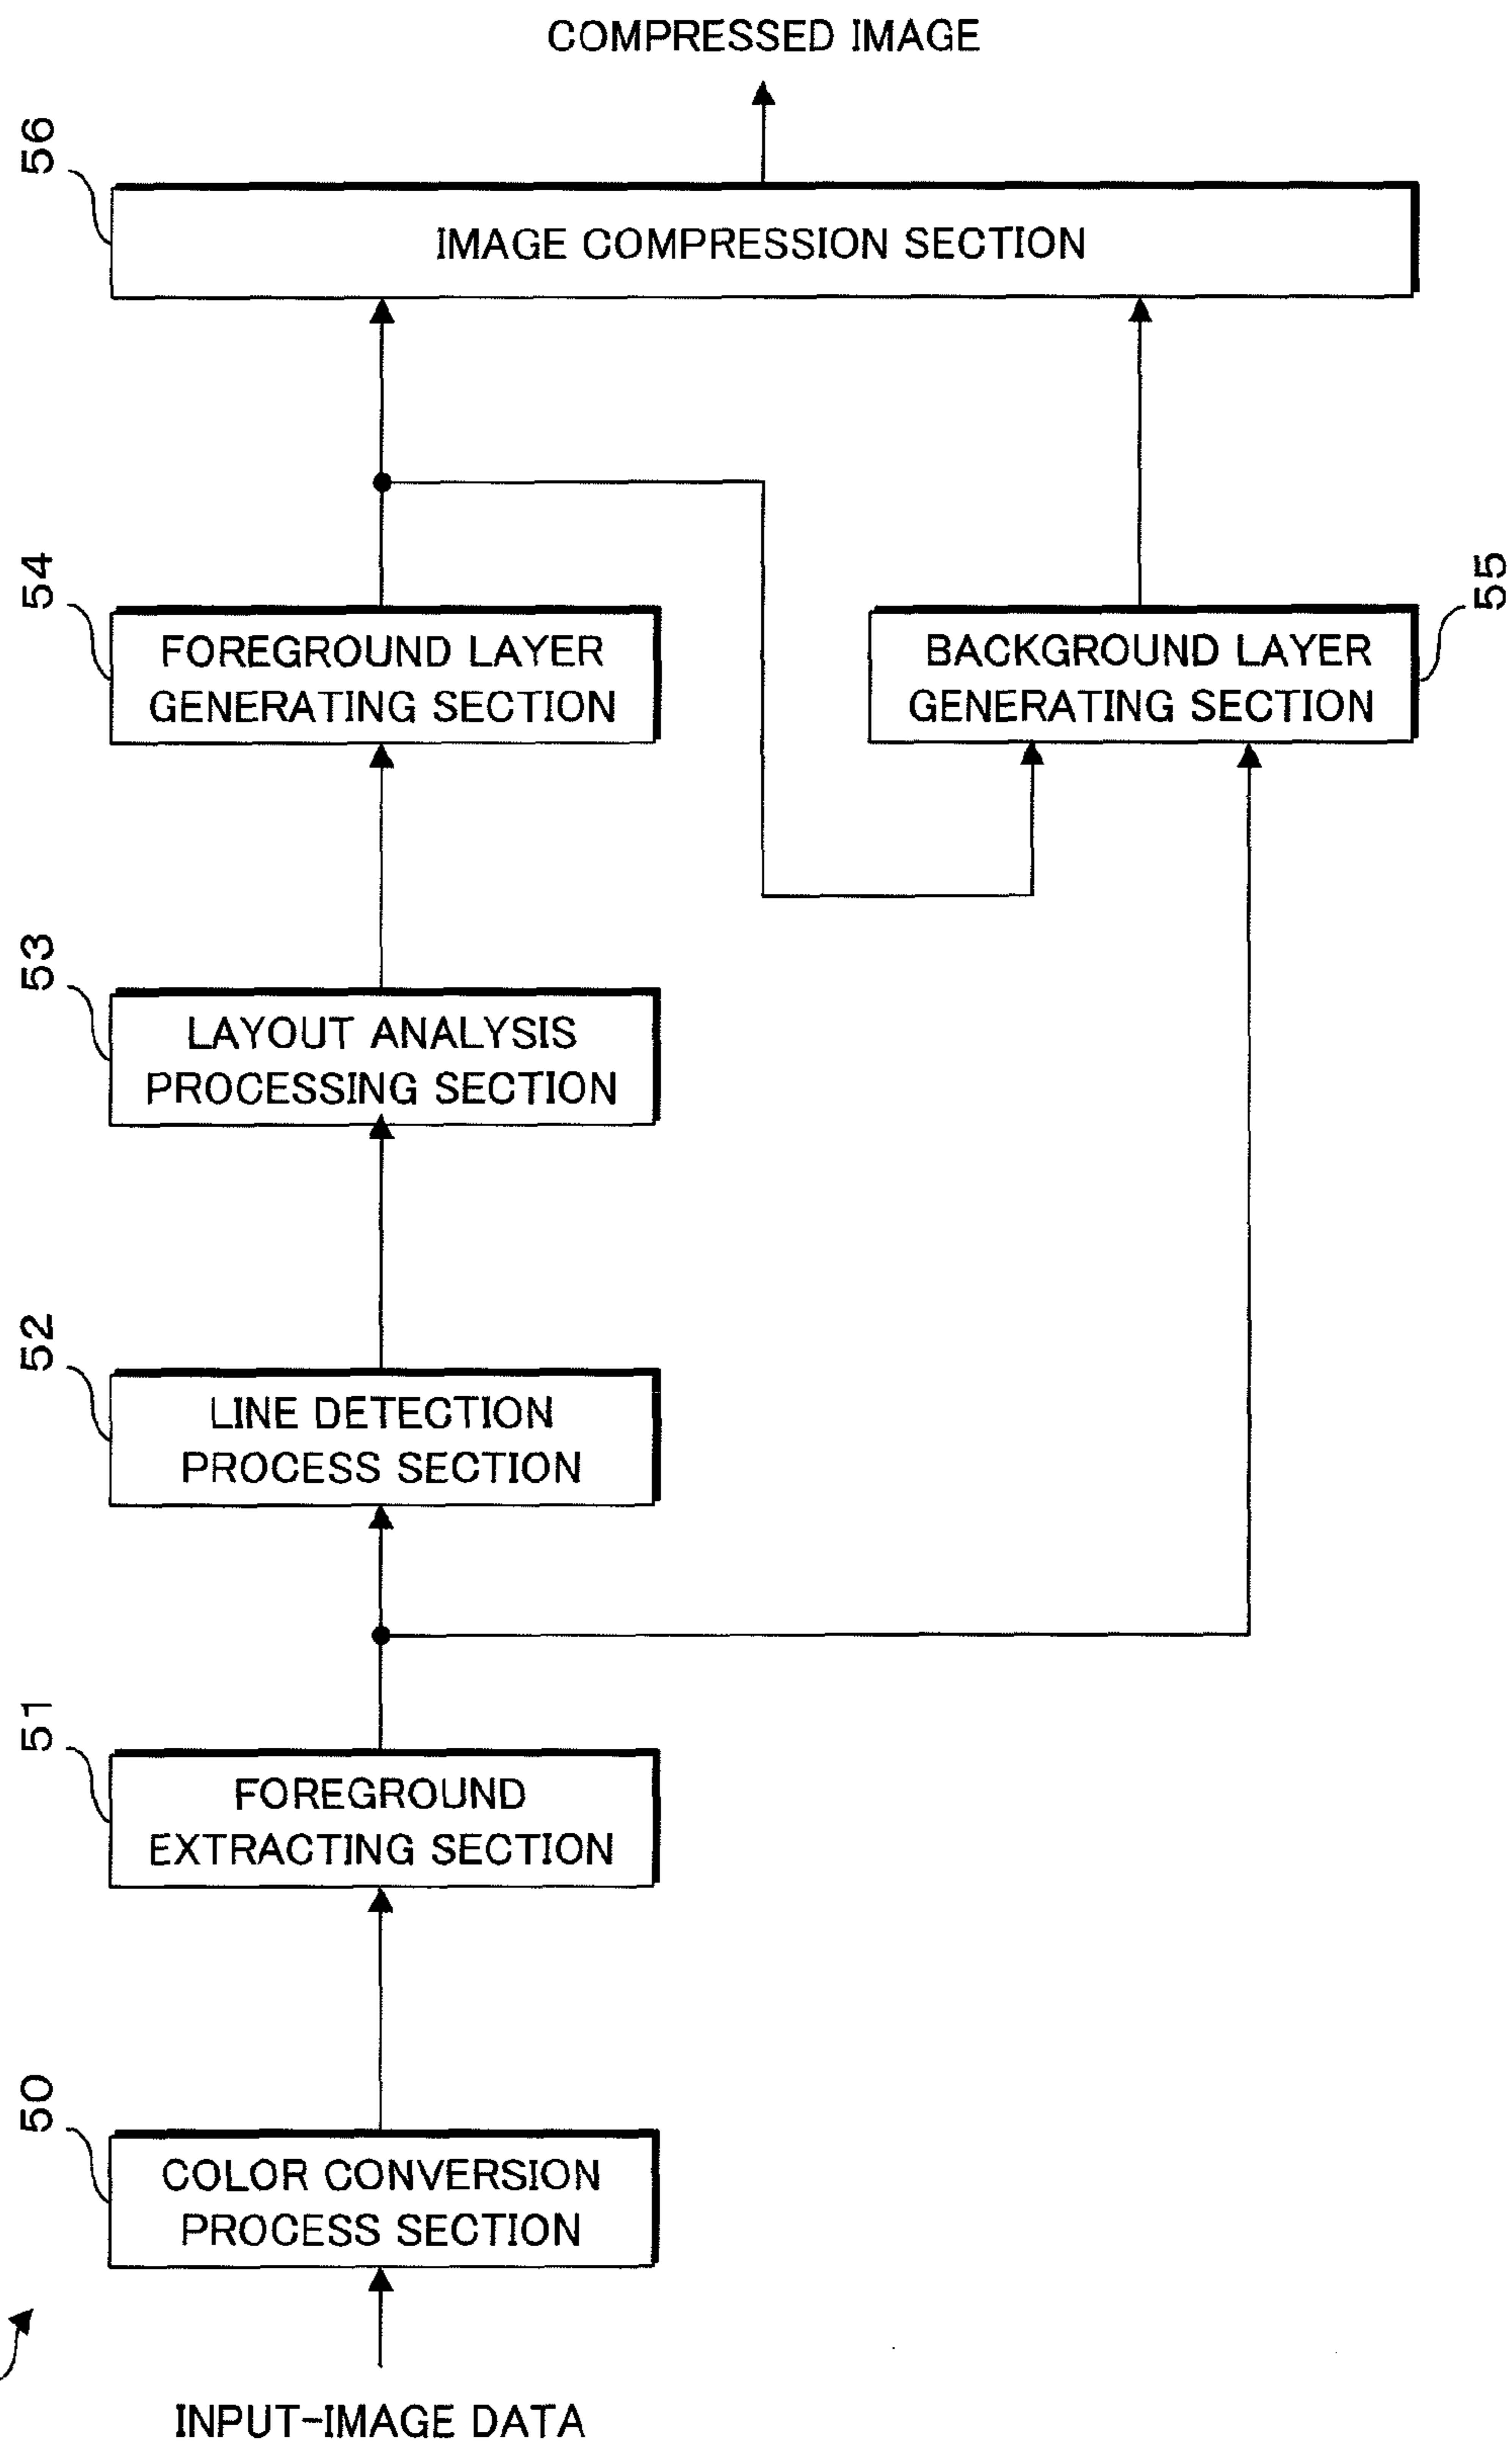 COMPRESSED IMAGE
56
IMAGE COMPRESSION SECTION
54
FOREGROUND LAYER
GENERATING SECTION
55
BACKGROUND LAYER
GENERATING SECTION
53
LAYOUT ANALYSIS
PROCESSING SECTION
52
LINE DETECTION
PROCESS SECTION
51
FOREGROUND
EXTRACTING SECTION
50
COLOR CONVERSION
PROCESS SECTION
INPUT-IMAGE DATA